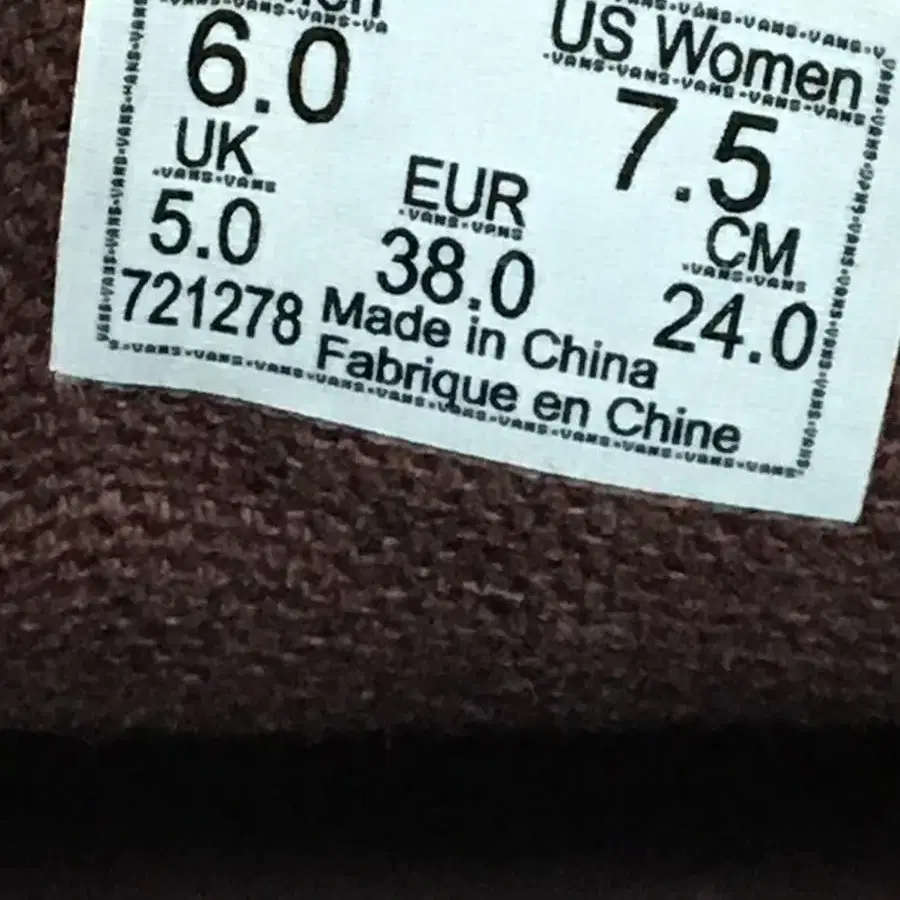 US Women
6.0
7.5
UK
EUR
CM
5.0
38.0
24.0
721278
Made in China
Fabrique en Chine